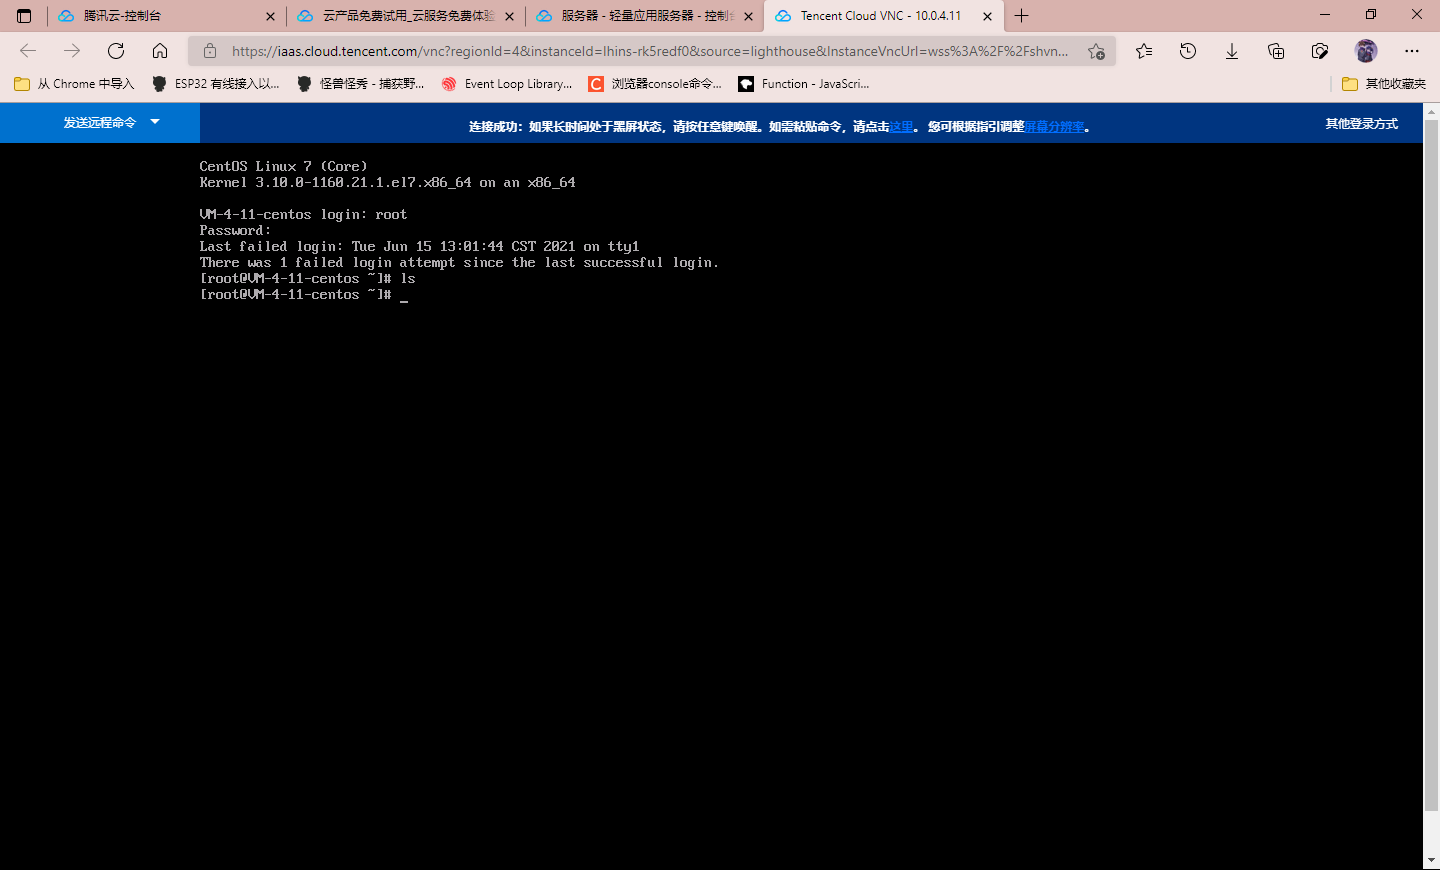 腾讯云-控制台
云产品免费试用_云服务免费体验
服务器 - 轻量应用服务器 - 控制台
Tencent Cloud VNC - 10.0.4.11
https://iaas.cloud.tencent.com/vnc?regionId=4&instanceId=lhins-rk5redf0&source=lighthouse&InstanceVncUrl=wss%3A%2F%2Fshvn...
从 Chrome 中导入
ESP32 有线接入以...
怪兽怪秀 - 捕获野...
Event Loop Library...
浏览器console命令...
Function - JavaScri...
其他收藏夹
发送远程命令
连接成功：如果长时间处于黑屏状态，请按任意键唤醒。如需粘贴命令，请点击这里。 您可根据指引调整屏幕分辨率。
其他登录方式
CentOS Linux 7 (Core)
Kernel 3.10.0-1160.21.1.el7.x86_64 on an x86_64
VM-4-11-centos login: root
Password:
Last failed login: Tue Jun 15 13:01:44 CST 2021 on tty1
There was 1 failed login attempt since the last successful login.
[root@VM-4-11-centos ~]# ls
[root@VM-4-11-centos ~]# _